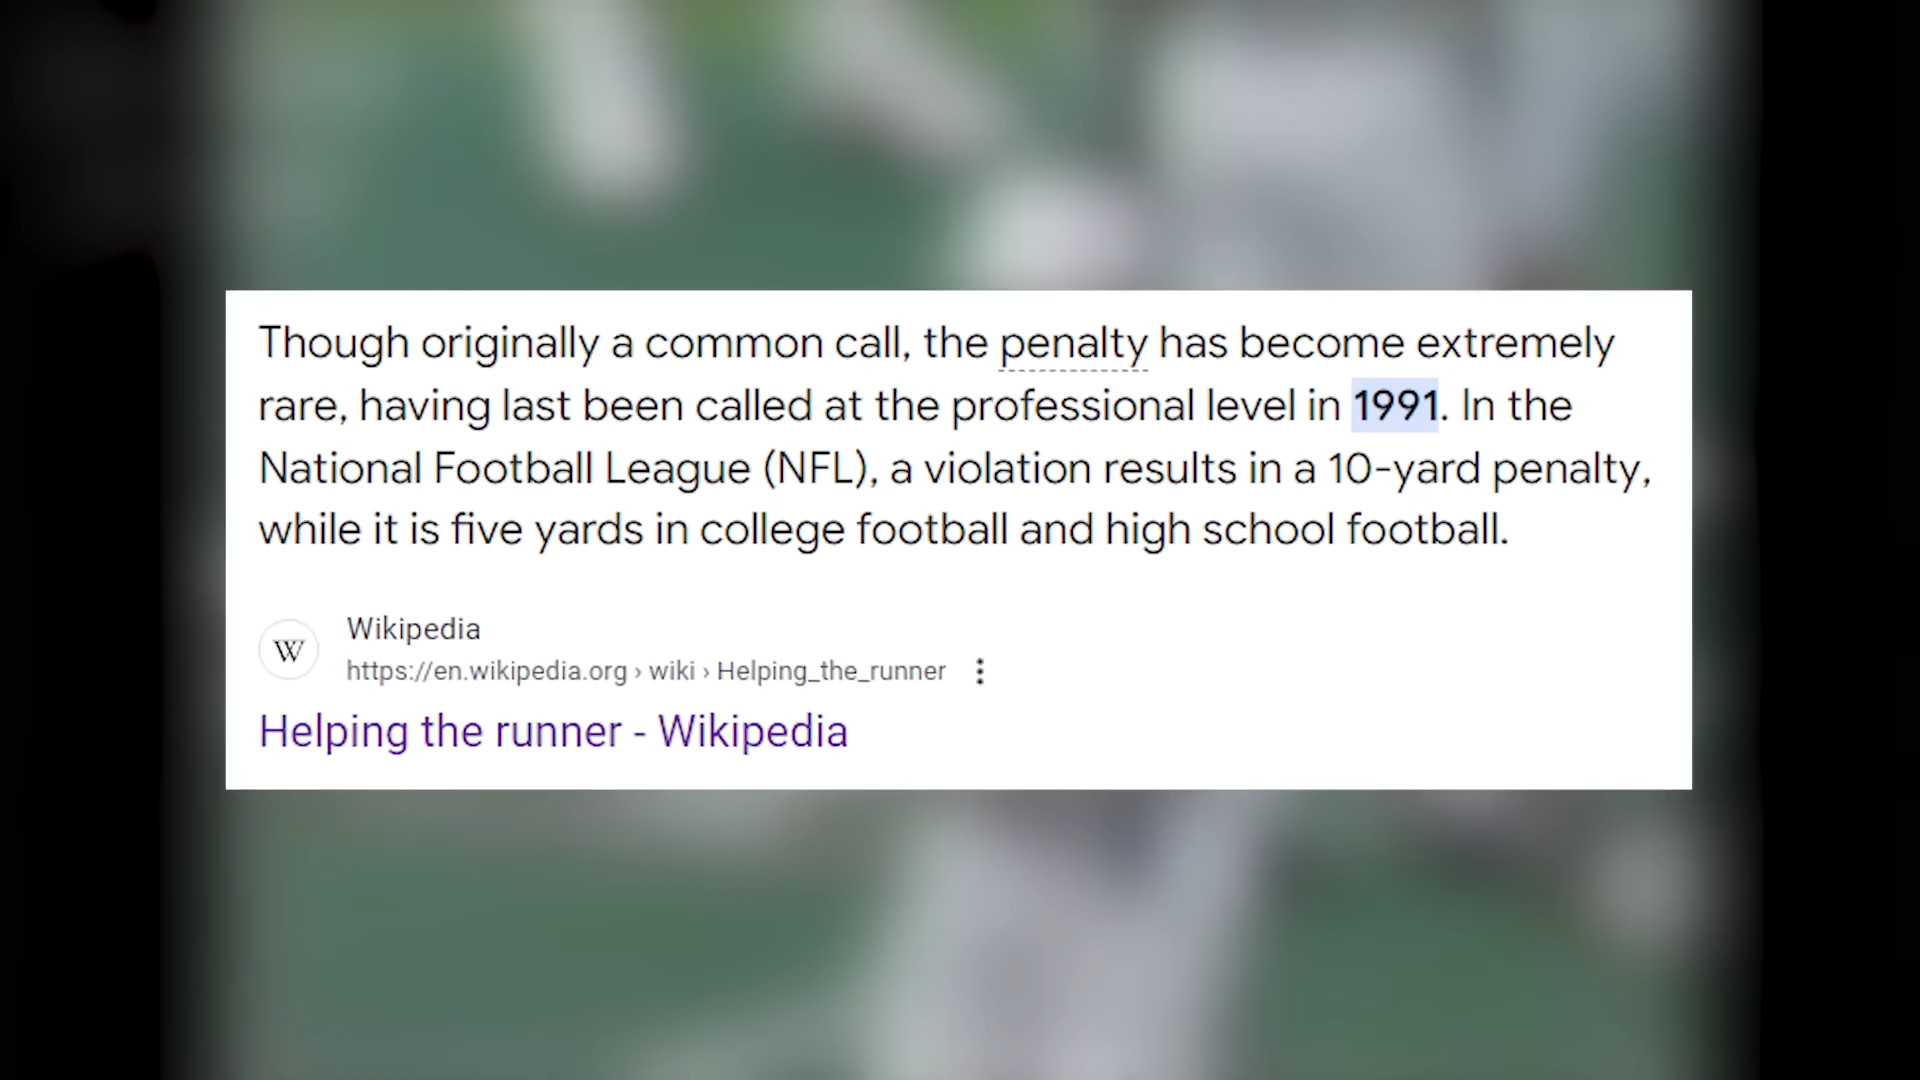 Though originally a common call, the penalty has become extremely
rare, having last been called at the professional level in 1991. In the
National Football League (NFL), a violation results in a 10-yard penalty,
while it is five yards in college football and high school football.
W
Wikipedia
https://en.wikipedia.org › wiki › Helping_the_runner
Helping the runner - Wikipedia